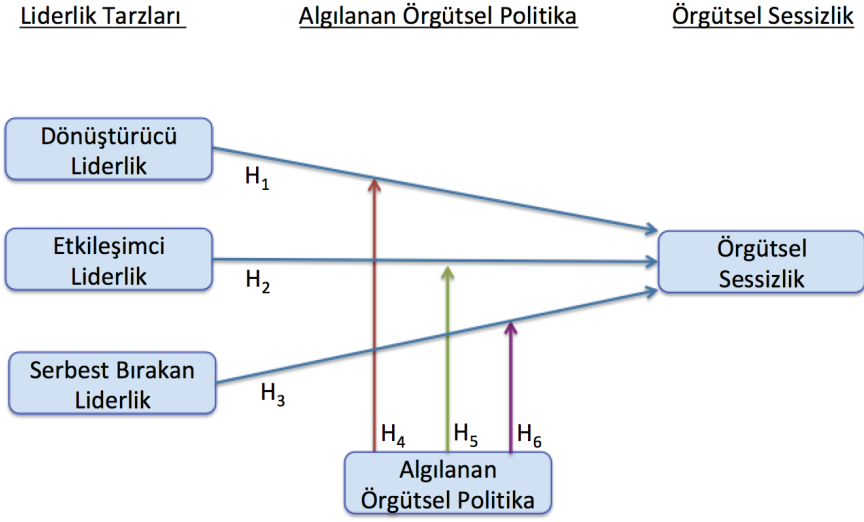 Liderlik Tarzları
Algılanan Örgütsel Politika
Örgütsel Sessizlik
Dönüştürücü
Liderlik
H1
Etkileşimci
Liderlik
H2
Örgütsel
Sessizlik
Serbest Bırakan
Liderlik
H3
H4
H5
H6
Algılanan
Örgütsel Politika